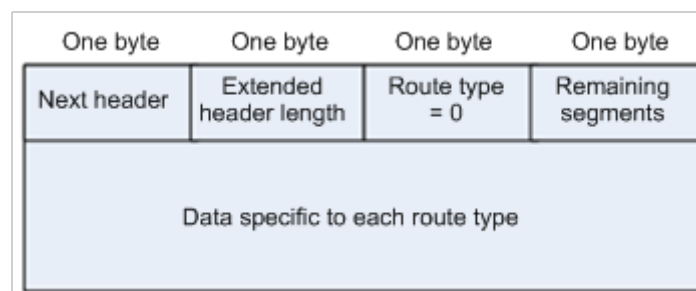 One byte One byte One byte One byte
Next header Extended header length Route type = 0 Remaining segments
Data specific to each route type